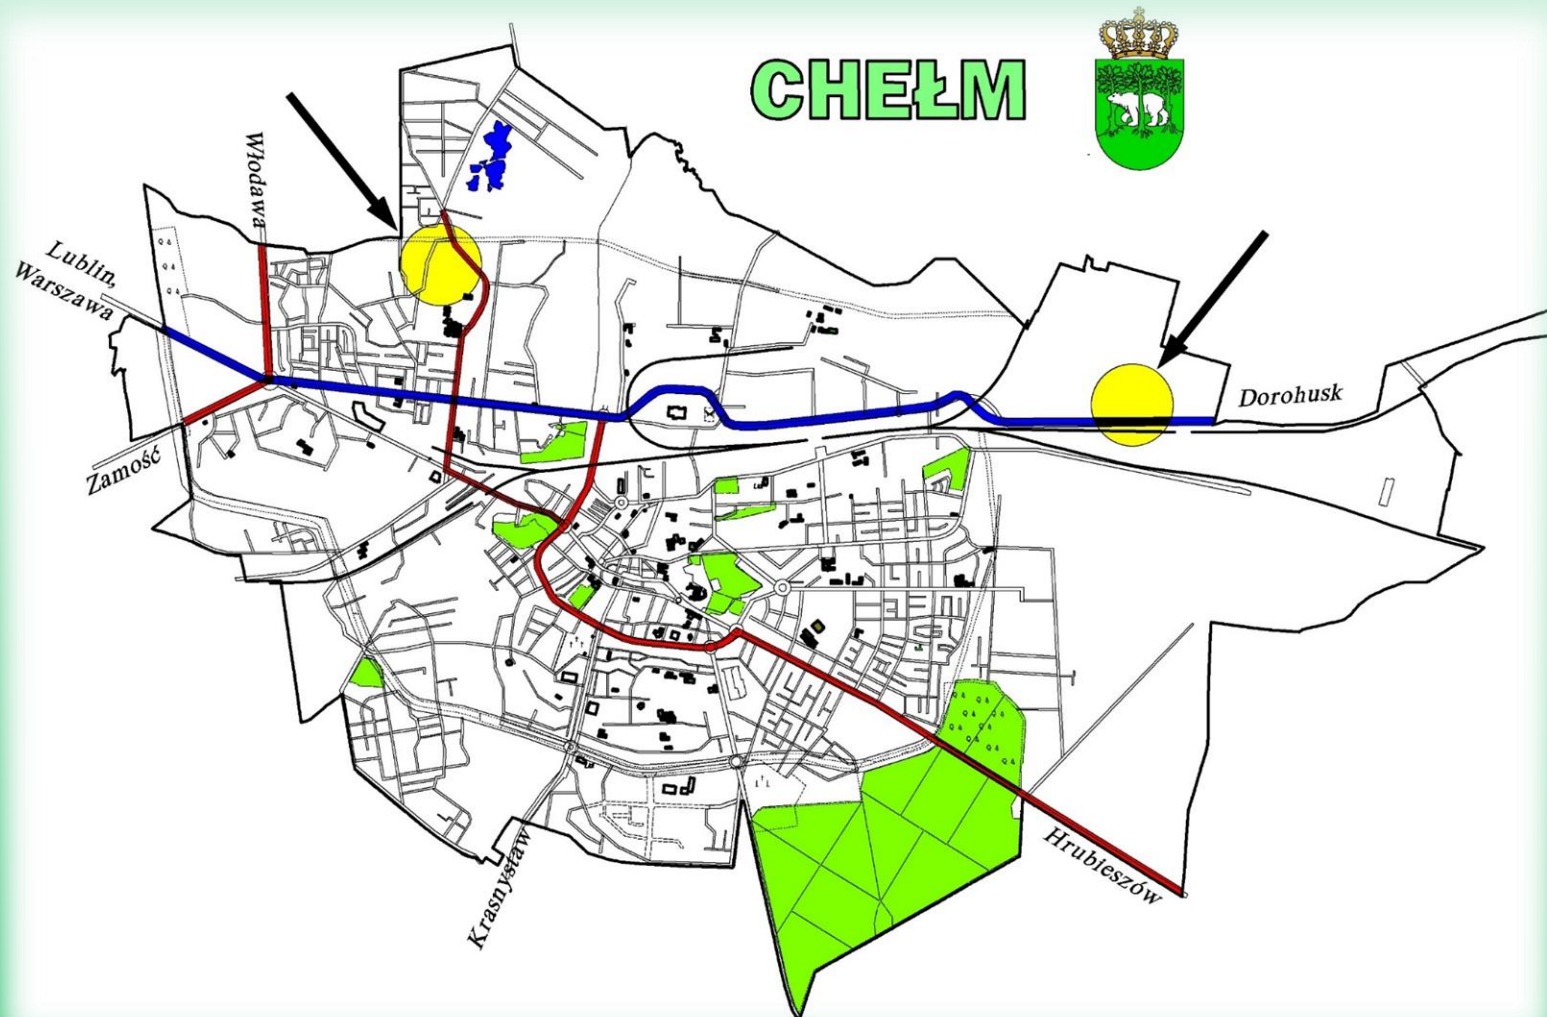 CHEŁM
Włodawa
Lublin,
Warszawa
Zamość
Dorohusk
Krasnystaw
Hrubieszów